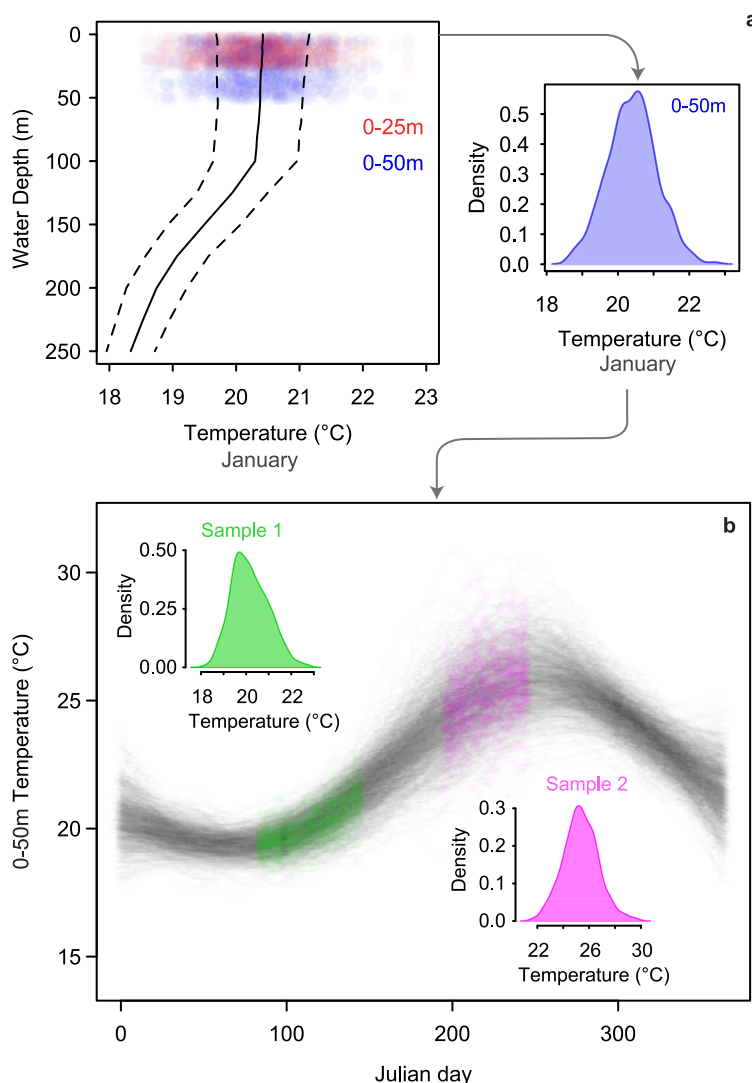 a
0
50
100
150
200
250
Water Depth (m)
0-25m
0-50m
18 19 20 21 22 23
Temperature (°C)
January
0-50m
0.5
0.4
0.3
0.2
0.1
0.0
Density
18 20 22
Temperature (°C)
January
b
30
25
20
15
0-50m Temperature (°C)
Sample 1
0.50
0.25
0.00
Density
18 20 22
Temperature (°C)
Sample 2
0.3
0.2
0.1
0.0
Density
22 26 30
Temperature (°C)
0 100 200 300
Julian day